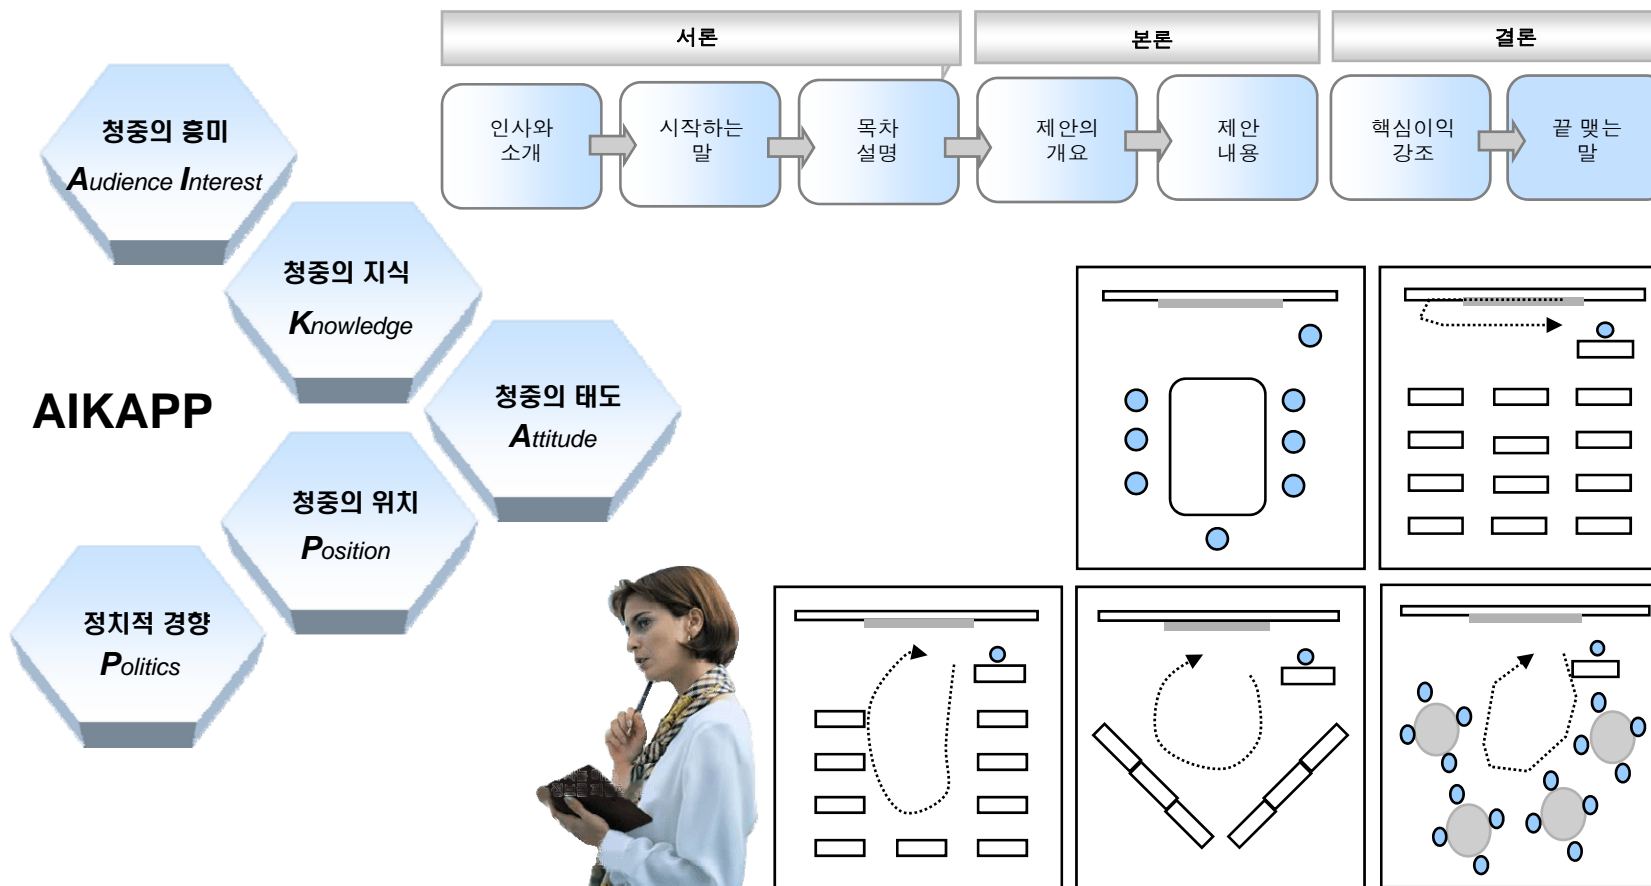 서론
본론
결론
인사와
소개
시작하는
말
목차
설명
제안의
개요
제안
내용
핵심이익
강조
끝 맺는
말
청중의 흥미
Audience Interest
청중의 지식
Knowledge
청중의 태도
Attitude
AIKAPP
청중의 위치
Position
정치적 경향
Politics